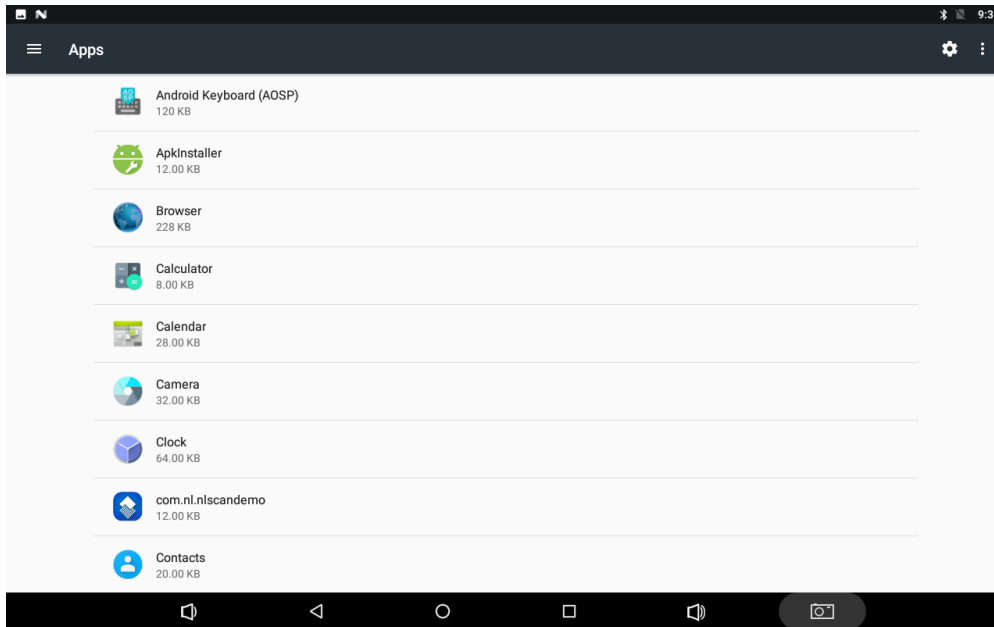 9:3
Apps
Android Keyboard (AOSP)
120 KB
ApkInstaller
12.00 KB
Browser
228 KB
Calculator
8.00 KB
Calendar
28.00 KB
Camera
32.00 KB
Clock
64.00 KB
com.nl.nlscandemo
12.00 KB
Contacts
20.00 KB